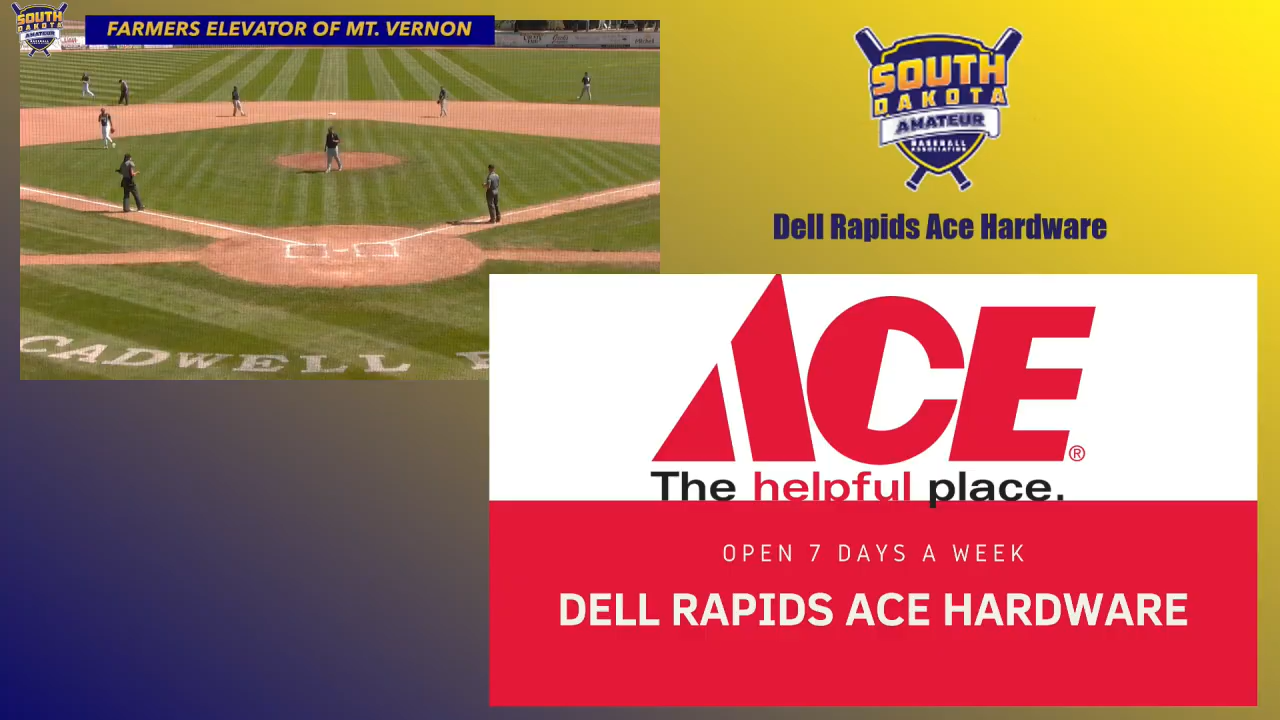 SOUTH
DAKOTA
AMATEUR
FARMERS ELEVATOR OF MT. VERNON
CADWELL
SOUTH
DAKOTA
AMATEUR
BASEBALL
ASSOCIATION
Dell Rapids Ace Hardware
ACE®
The helpful place.
OPEN 7 DAYS A WEEK
DELL RAPIDS ACE HARDWARE